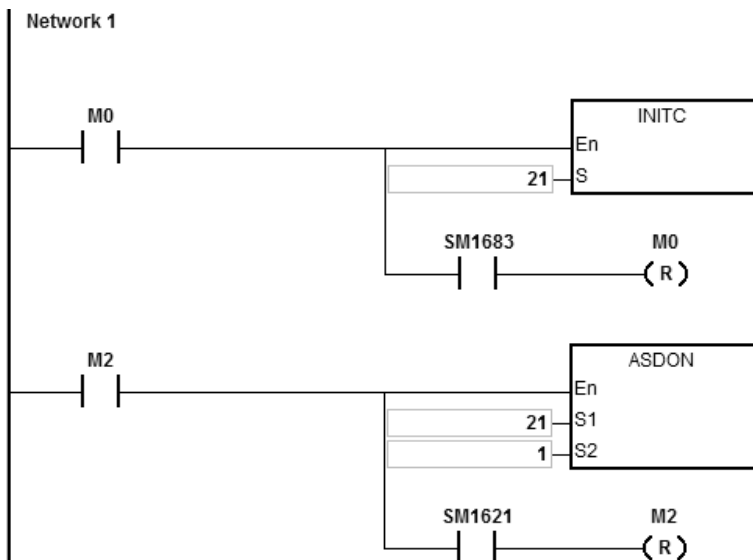 Network 1
M0
INITC
En
21 S
SM1683 M0
R
M2
ASDON
En
21 S1
1 S2
SM1621 M2
R